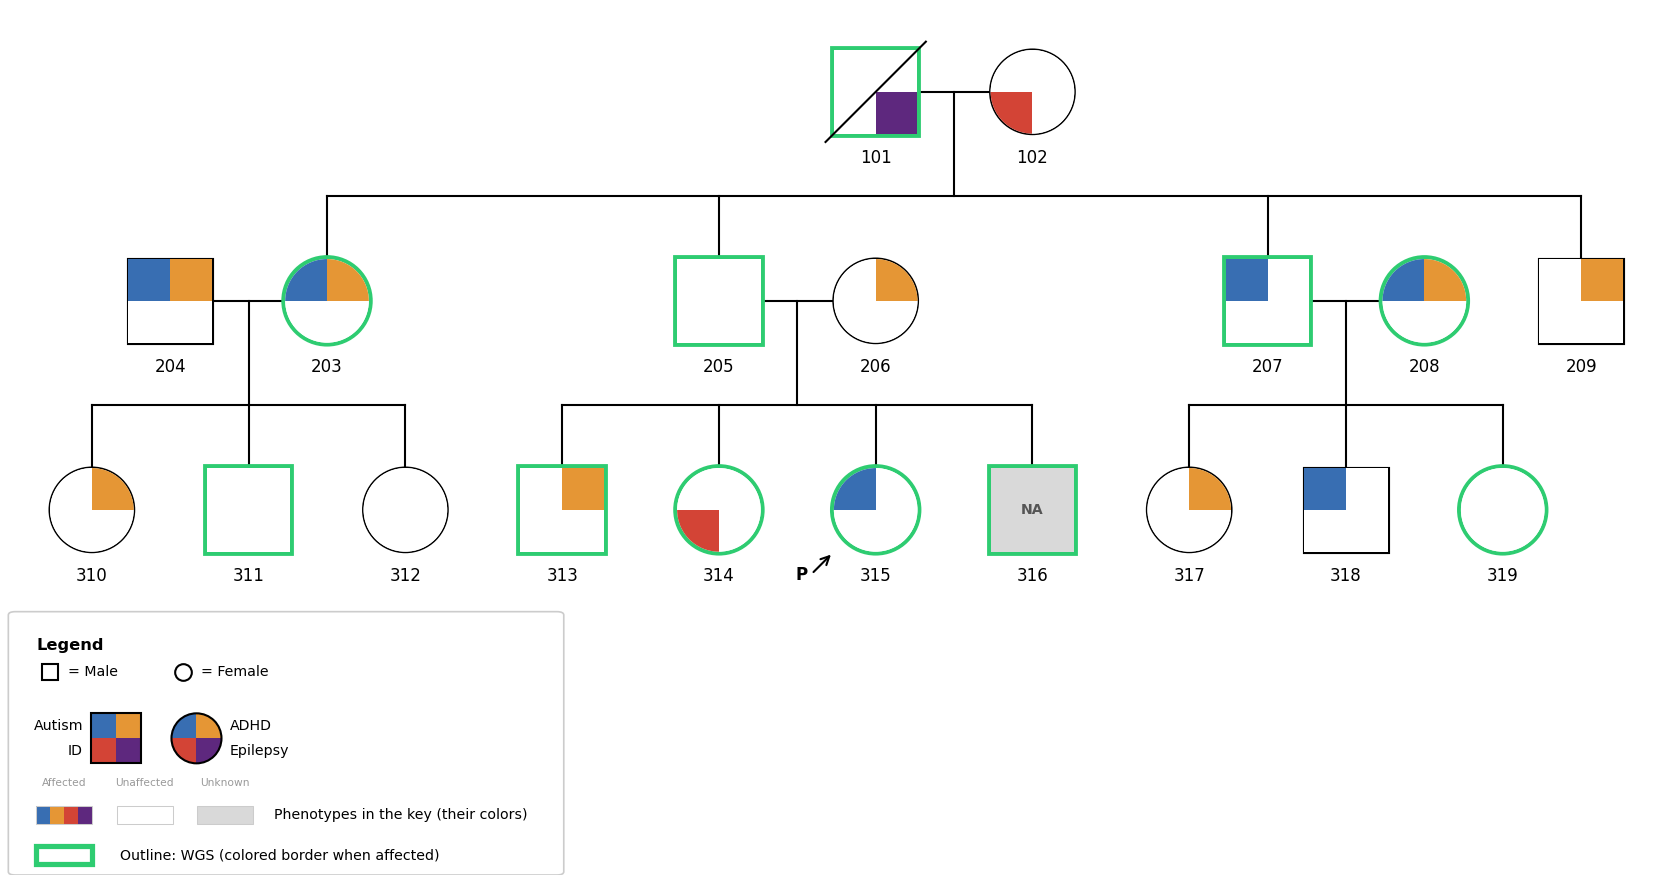 101 102
204 203 205 206 207 208 209
NA
310 311 312 313 314 P 315 316 317 318 319
Legend
= Male = Female
Autism ADHD
ID Epilepsy
Affected Unaffected Unknown
Phenotypes in the key (their colors)
Outline: WGS (colored border when affected)